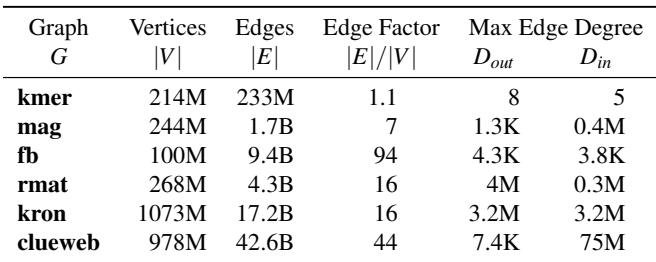 Graph Vertices Edges Edge Factor Max Edge Degree
G |V| |E| |E|/|V| D_out D_in
kmer 214M 233M 1.1 8 5
mag 244M 1.7B 7 1.3K 0.4M
fb 100M 9.4B 94 4.3K 3.8K
rmat 268M 4.3B 16 4M 0.3M
kron 1073M 17.2B 16 3.2M 3.2M
clueweb 978M 42.6B 44 7.4K 75M